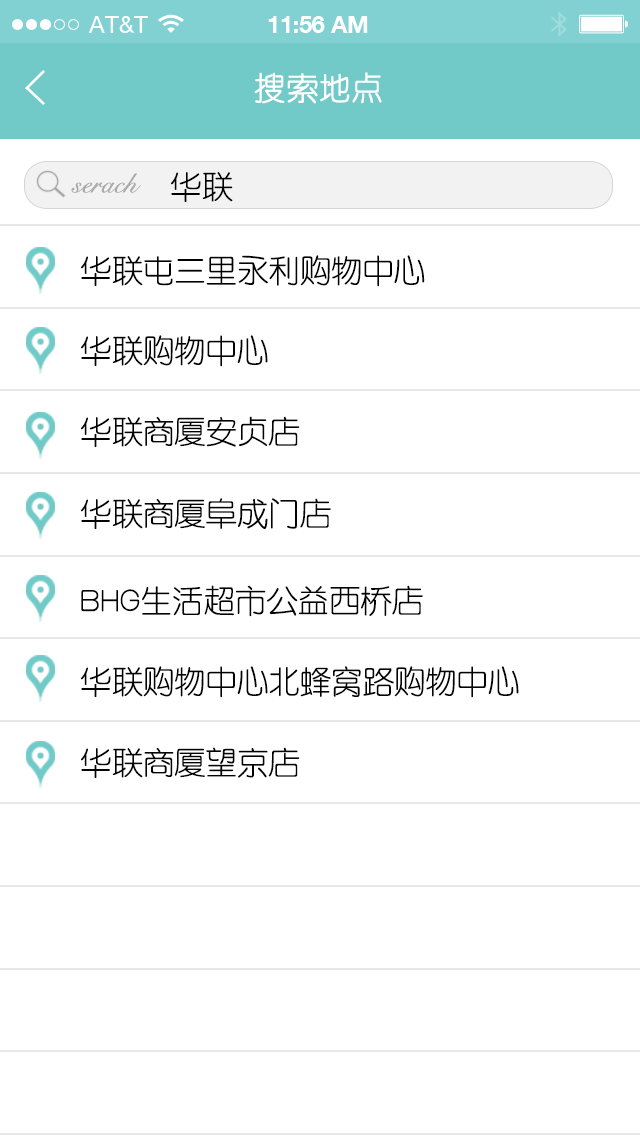 AT&T 11:56 AM
搜索地点
serach 华联
华联屯三里永利购物中心
华联购物中心
华联商厦安贞店
华联商厦阜成门店
BHG生活超市公益西桥店
华联购物中心北蜂窝路购物中心
华联商厦望京店